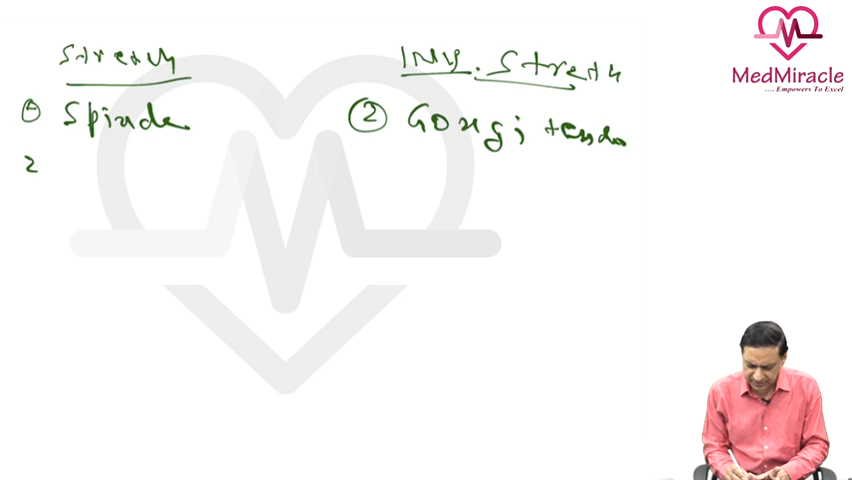 MedMiracle
.... Empowers To Excel
Stretch
Inv. Stretch
① Spindle
② Golgi tendon
2